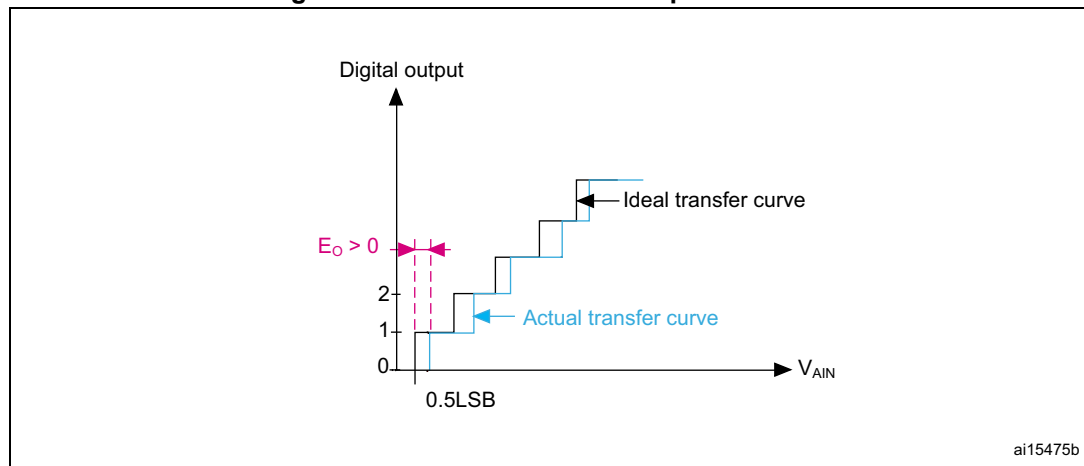 Digital output
Ideal transfer curve
E_O > 0
2
Actual transfer curve
1
0
V_AIN
0.5LSB
ai15475b